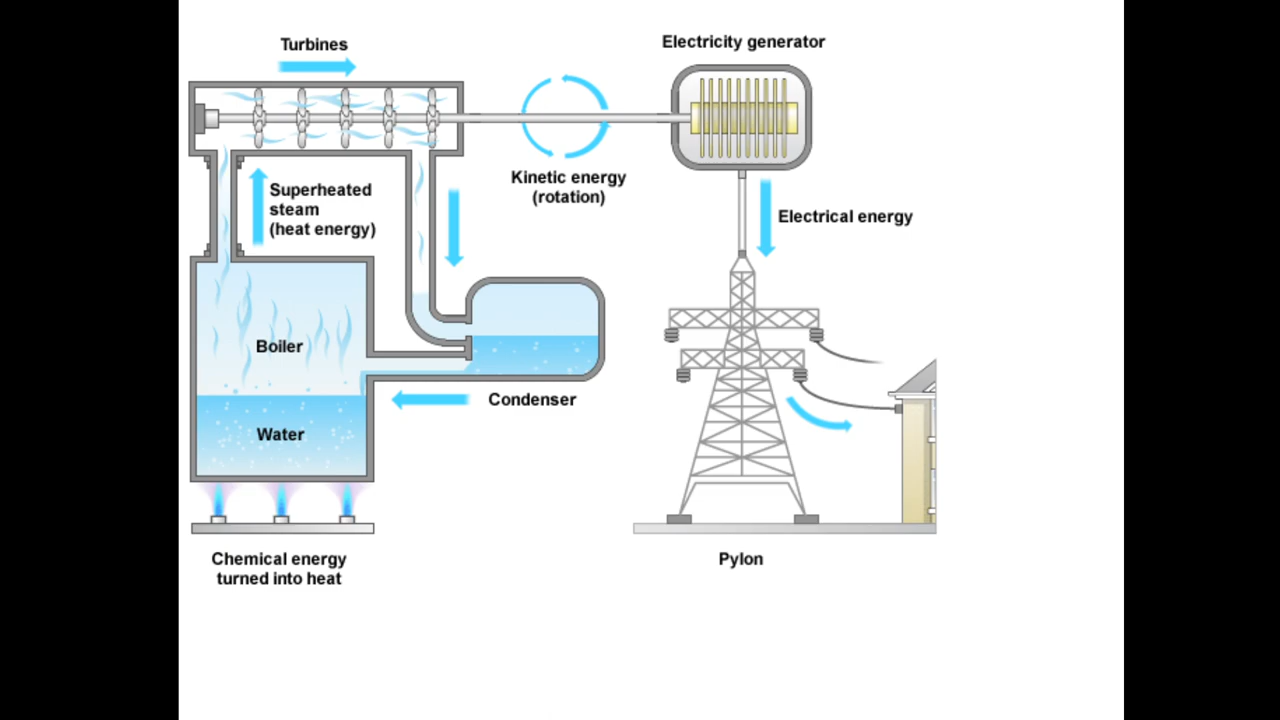 Turbines
Electricity generator
Kinetic energy
(rotation)
Superheated
steam
(heat energy)
Electrical energy
Boiler
Condenser
Water
Chemical energy
turned into heat
Pylon